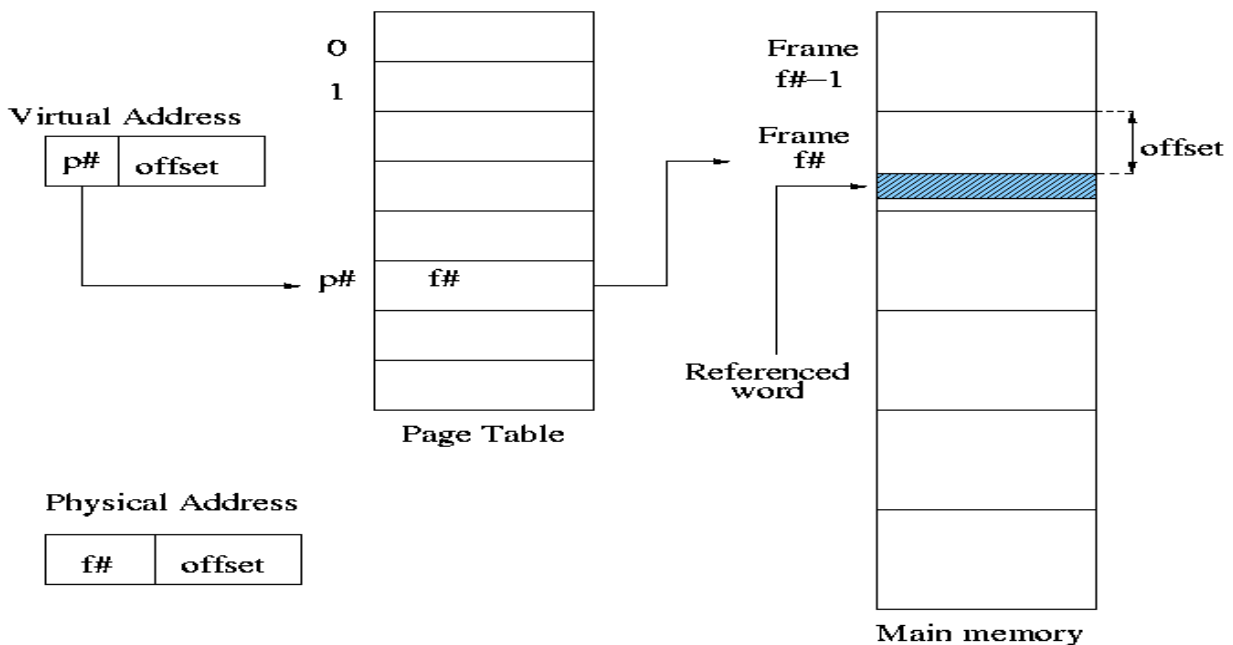 0
1
Virtual Address
p# offset
p# f#
Page Table
Frame
f#−1
Frame
f#
offset
Referenced
word
Physical Address
f# offset
Main memory